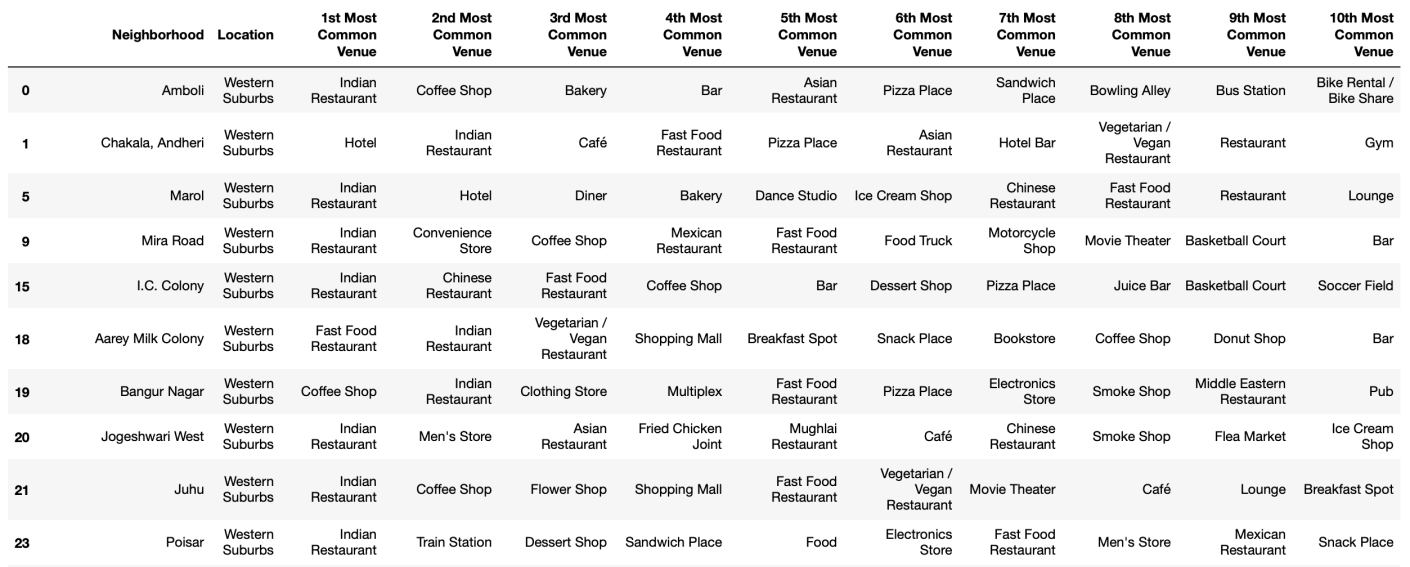 Neighborhood Location 1st Most Common Venue 2nd Most Common Venue 3rd Most Common Venue 4th Most Common Venue 5th Most Common Venue 6th Most Common Venue 7th Most Common Venue 8th Most Common Venue 9th Most Common Venue 10th Most Common Venue
0 Amboli Western Suburbs Indian Restaurant Coffee Shop Bakery Bar Asian Restaurant Pizza Place Sandwich Place Bowling Alley Bus Station Bike Rental / Bike Share
1 Chakala, Andheri Western Suburbs Hotel Indian Restaurant Café Fast Food Restaurant Pizza Place Asian Restaurant Hotel Bar Vegetarian / Vegan Restaurant Restaurant Gym
5 Marol Western Suburbs Indian Restaurant Hotel Diner Bakery Dance Studio Ice Cream Shop Chinese Restaurant Fast Food Restaurant Restaurant Lounge
9 Mira Road Western Suburbs Indian Restaurant Convenience Store Coffee Shop Mexican Restaurant Fast Food Restaurant Food Truck Motorcycle Shop Movie Theater Basketball Court Bar
15 I.C. Colony Western Suburbs Indian Restaurant Chinese Restaurant Fast Food Restaurant Coffee Shop Bar Dessert Shop Pizza Place Juice Bar Basketball Court Soccer Field
18 Aarey Milk Colony Western Suburbs Fast Food Restaurant Indian Restaurant Vegetarian / Vegan Restaurant Shopping Mall Breakfast Spot Snack Place Bookstore Coffee Shop Donut Shop Bar
19 Bangur Nagar Western Suburbs Coffee Shop Indian Restaurant Clothing Store Multiplex Fast Food Restaurant Pizza Place Electronics Store Smoke Shop Middle Eastern Restaurant Pub
20 Jogeshwari West Western Suburbs Indian Restaurant Men's Store Asian Restaurant Fried Chicken Joint Mughlai Restaurant Café Chinese Restaurant Smoke Shop Flea Market Ice Cream Shop
21 Juhu Western Suburbs Indian Restaurant Coffee Shop Flower Shop Shopping Mall Fast Food Restaurant Vegetarian / Vegan Restaurant Movie Theater Café Lounge Breakfast Spot
23 Poisar Western Suburbs Indian Restaurant Train Station Dessert Shop Sandwich Place Food Electronics Store Fast Food Restaurant Men's Store Mexican Restaurant Snack Place